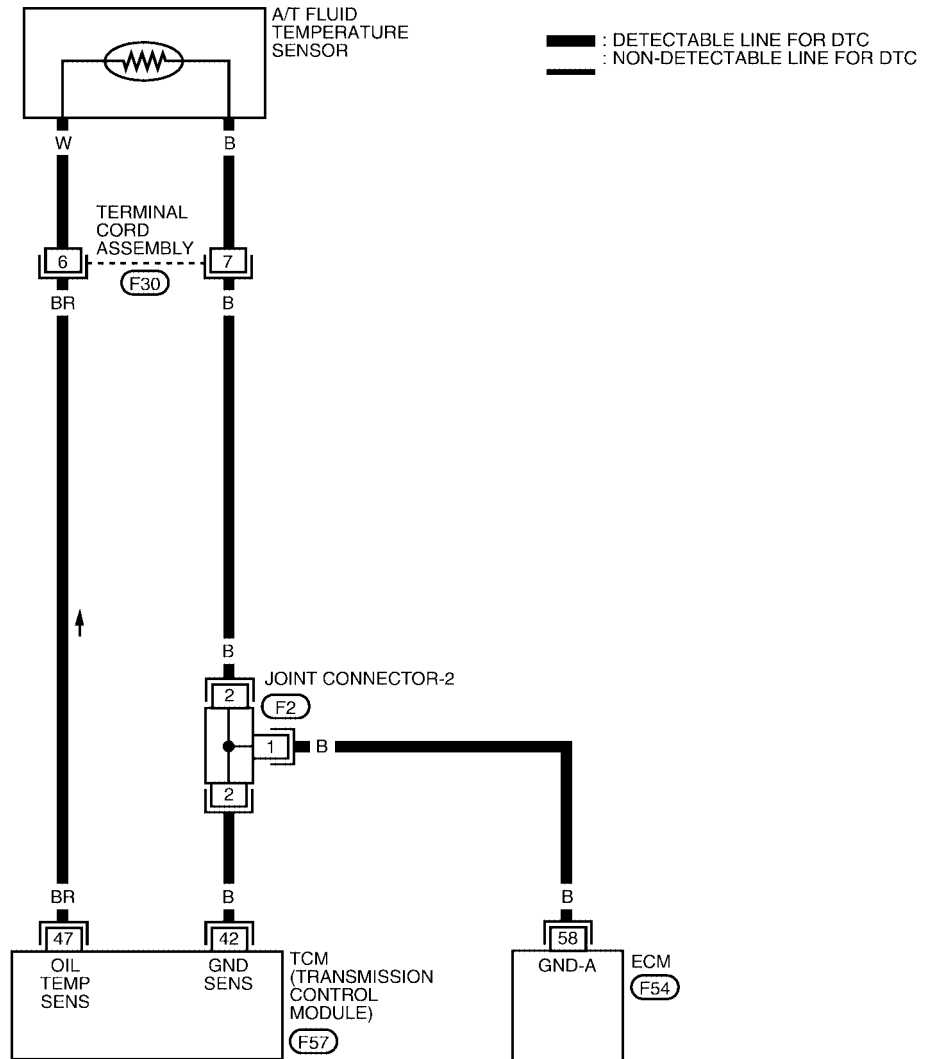 A/T FLUID
TEMPERATURE
SENSOR
: DETECTABLE LINE FOR DTC
: NON-DETECTABLE LINE FOR DTC
W
B
TERMINAL
CORD
ASSEMBLY
6
7
F30
BR
B
B
JOINT CONNECTOR-2
2
F2
1
B
2
BR
B
B
47
42
58
OIL
TEMP
SENS
GND
SENS
TCM
(TRANSMISSION
CONTROL
MODULE)
F57
GND-A
ECM
F54